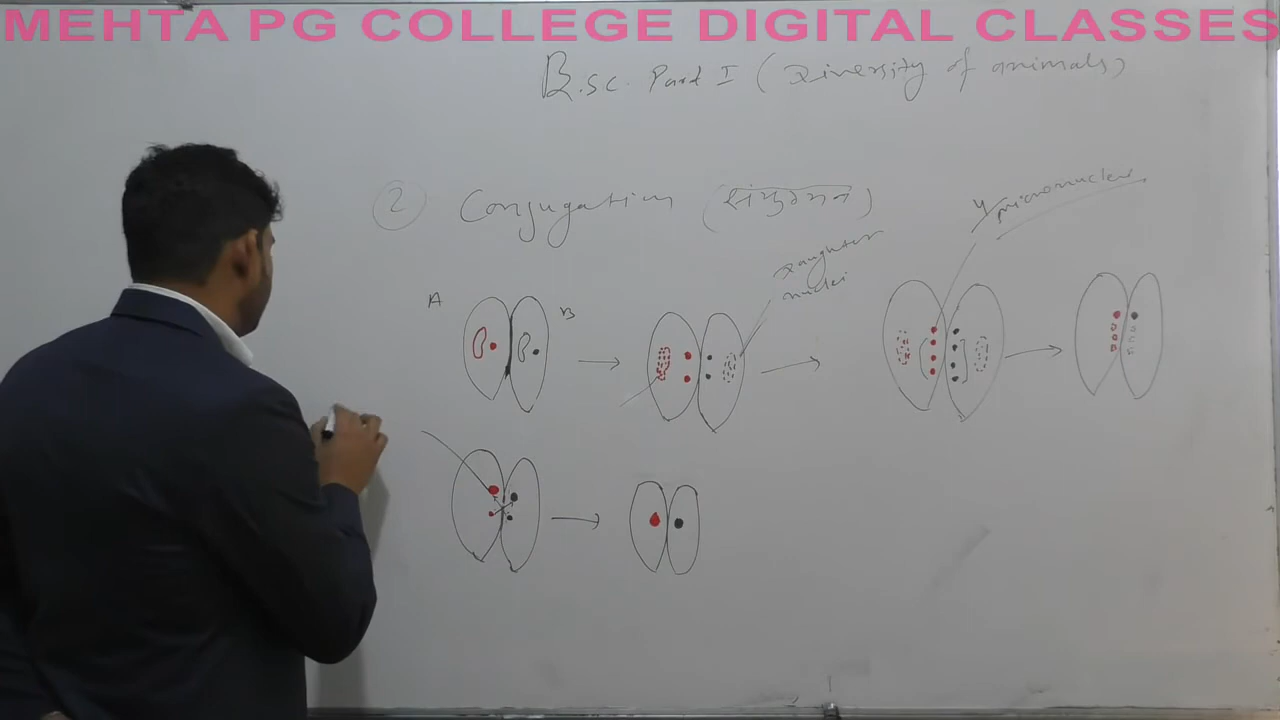 MEHTA PG COLLEGE DIGITAL CLASSES
B.sc. Part I (Diversity of animals)
2 Conjugation (संयुग्मन)
4 micronuclei
daughter
nuclei
A
B